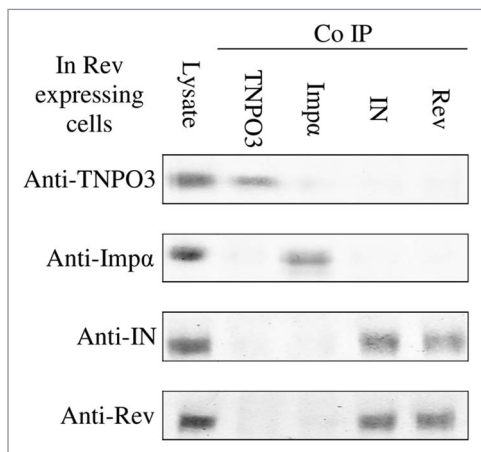 Co IP
In Rev
expressing
cells
Lysate
TNPO3
Impα
IN
Rev
Anti-TNPO3
Anti-Impα
Anti-IN
Anti-Rev